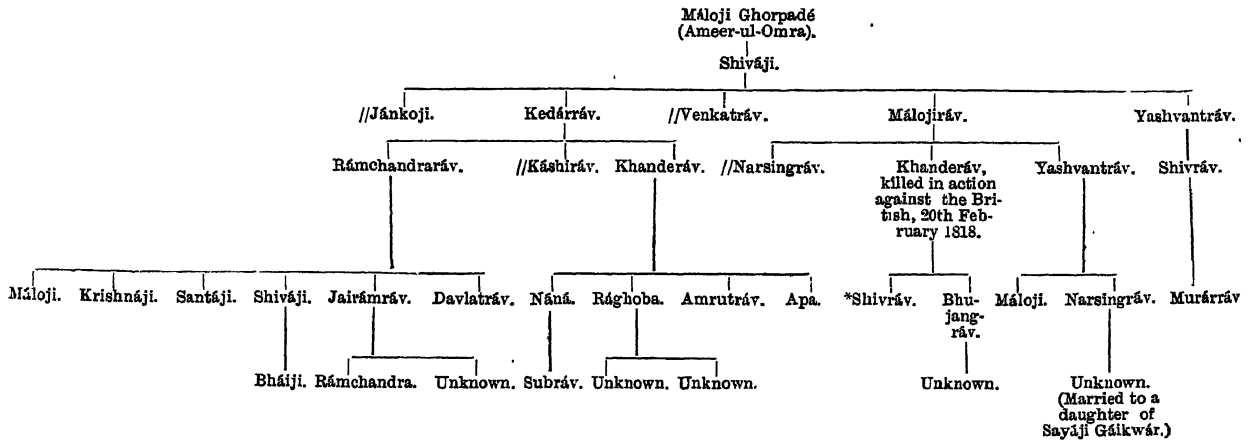 Máloji Ghorpadé
(Ameer-ul-Omra).
Shiváji.
//Jánkoji. Kedárráv. //Venkatráv. Málojiráv. Yashvantráv.
Rámchandraráv. //Káshiráv. Khanderáv. //Narsingráv. Khanderáv, Yashvantráv. Shivráv.
killed in action
against the Bri-
tish, 20th Feb-
ruary 1818.
Máloji. Krishnáji. Santáji. Shiváji. Jairámráv. Davlatráv. Náná. Rághoba. Amrutráv. Apa. *Shivráv. Bhu- Máloji. Narsingráv. Murárráv
jang-
ráv.
Bháiji. Rámchandra. Unknown. Subráv. Unknown. Unknown. Unknown. Unknown.
(Married to a
daughter of
Sayáji Gáikwár.)